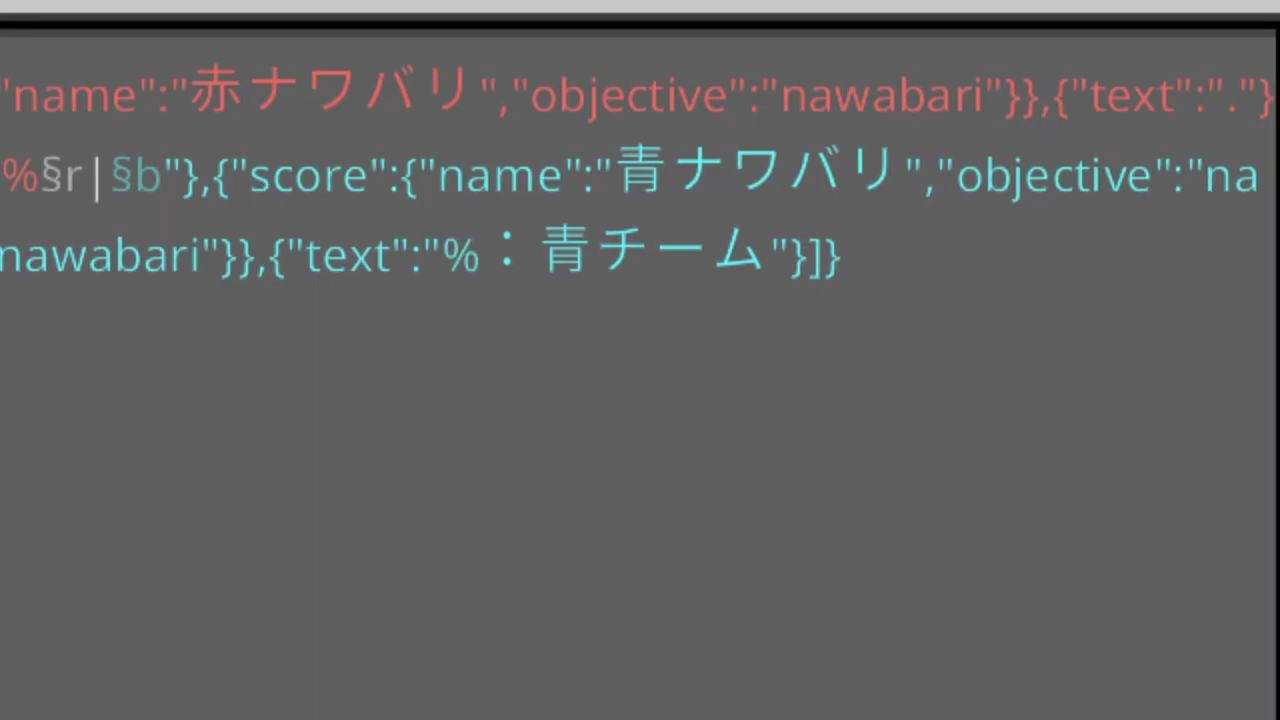 "name":"赤ナワバリ","objective":"nawabari"}},{"text":"."}
%§r|§b"},{"score":{"name":"青ナワバリ","objective":"na
nawabari"}},{"text":"%：青チーム"}]}